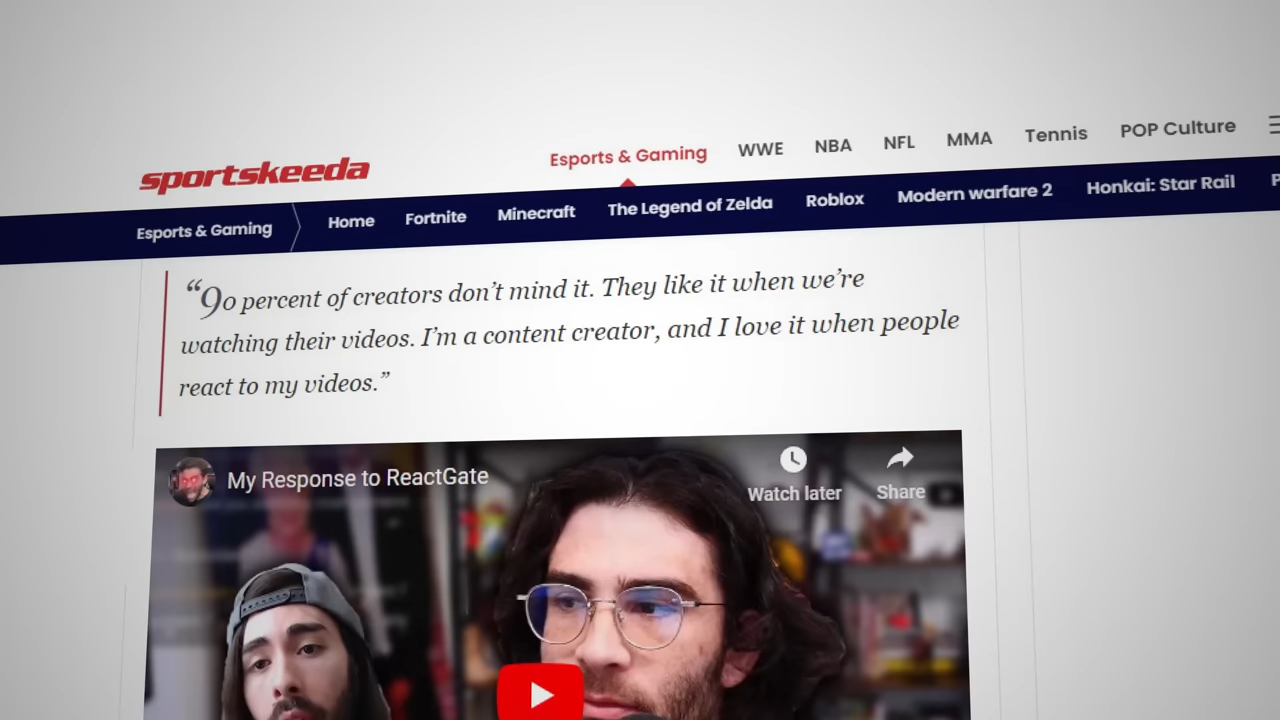 sportskeeda
Esports & Gaming WWE NBA NFL MMA Tennis POP Culture
Esports & Gaming Home Fortnite Minecraft The Legend of Zelda Roblox Modern warfare 2 Honkai: Star Rail
“90 percent of creators don’t mind it. They like it when we’re
watching their videos. I’m a content creator, and I love it when people
react to my videos.”
My Response to ReactGate
Watch later Share